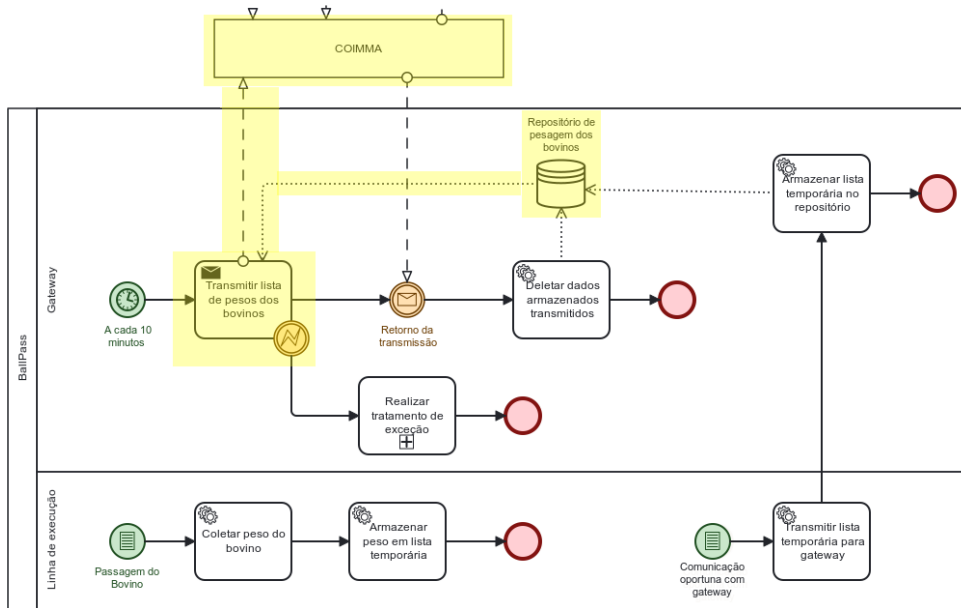 COIMMA
Repositório de
pesagem dos
bovinos
Armazenar lista
temporária no
repositório
BallPass
Gateway
Transmitir lista
de pesos dos
bovinos
Deletar dados
armazenados
transmitidos
A cada 10
minutos
Retorno da
transmissão
Realizar
tratamento de
exceção
Linha de execução
Passagem do
Bovino
Coletar peso do
bovino
Armazenar
peso em lista
temporária
Comunicação
oportuna com
gateway
Transmitir lista
temporária para
gateway